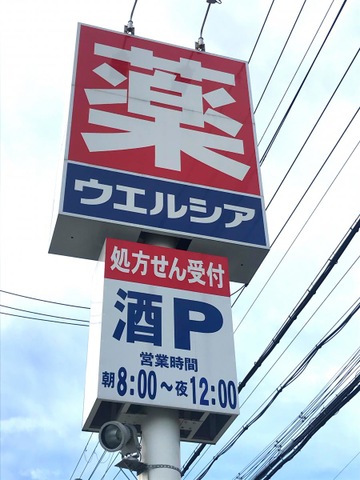 薬
ウエルシア
処方せん受付
酒P
営業時間
朝8:00～夜12:00